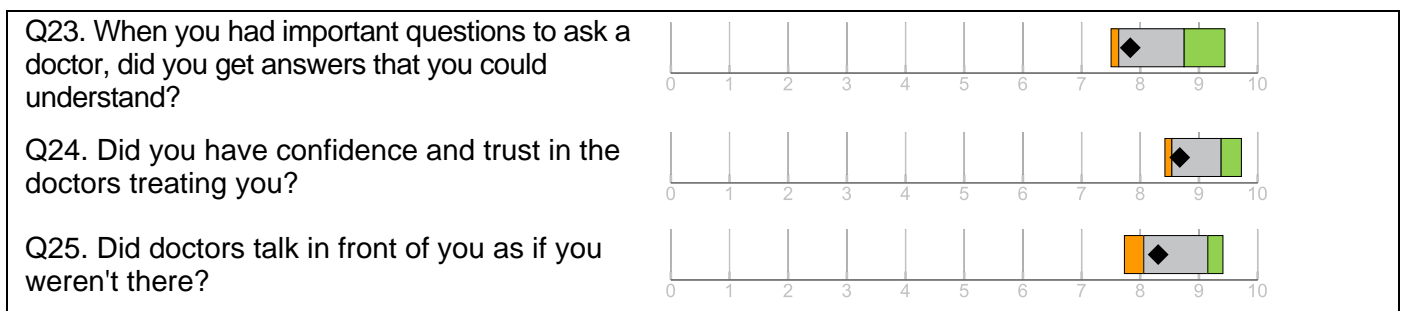 Q23. When you had important questions to ask a
doctor, did you get answers that you could
understand?
0 1 2 3 4 5 6 7 8 9 10
Q24. Did you have confidence and trust in the
doctors treating you?
0 1 2 3 4 5 6 7 8 9 10
Q25. Did doctors talk in front of you as if you
weren't there?
0 1 2 3 4 5 6 7 8 9 10